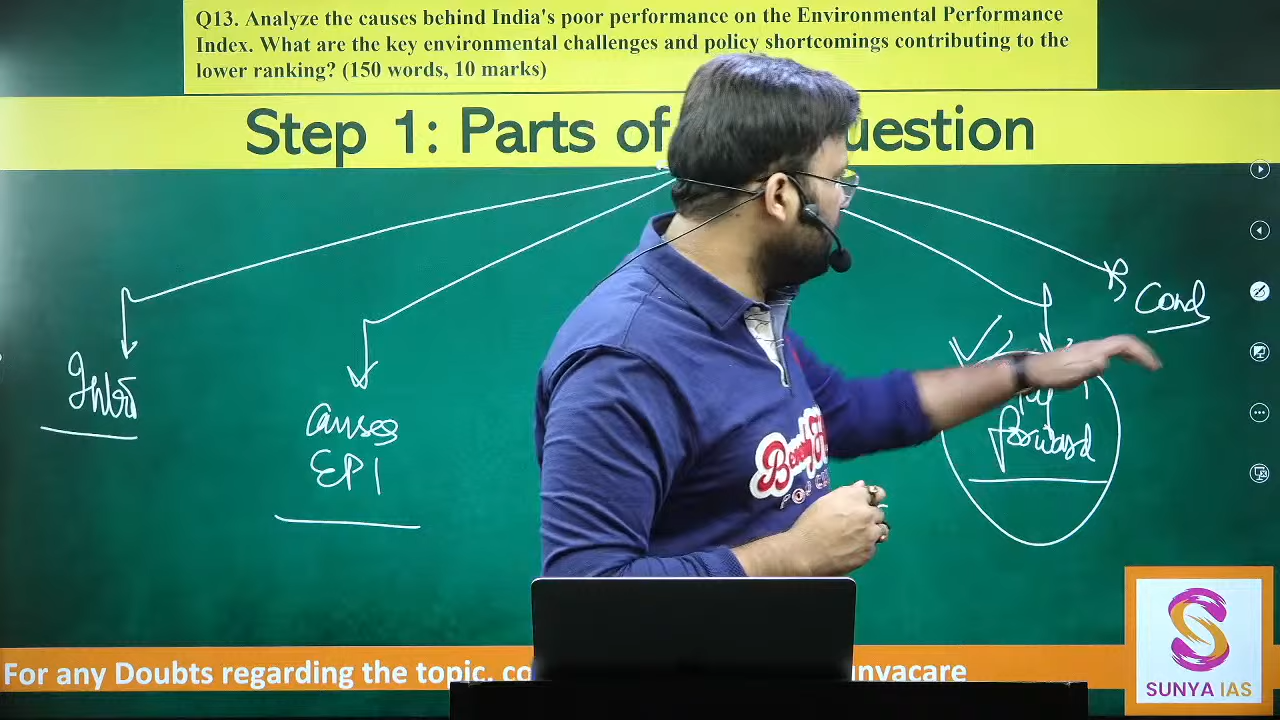 Q13. Analyze the causes behind India's poor performance on the Environmental Performance
Index. What are the key environmental challenges and policy shortcomings contributing to the
lower ranking? (150 words, 10 marks)
Step 1: Parts of uestion
Intro
Causes
EPI
forward
Concl
For any Doubts regarding the topic, co unyacare
SUNYA IAS